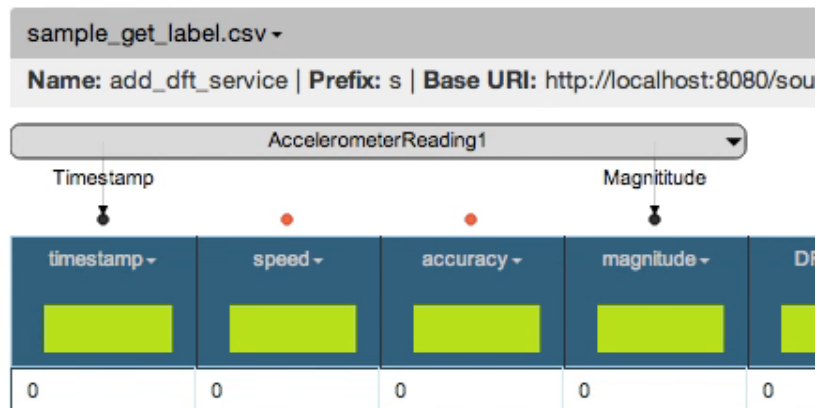 sample_get_label.csv
Name: add_dft_service | Prefix: s | Base URI: http://localhost:8080/sou
AccelerometerReading1
Timestamp Magnititude
timestamp speed accuracy magnitude DF
0 0 0 0 0